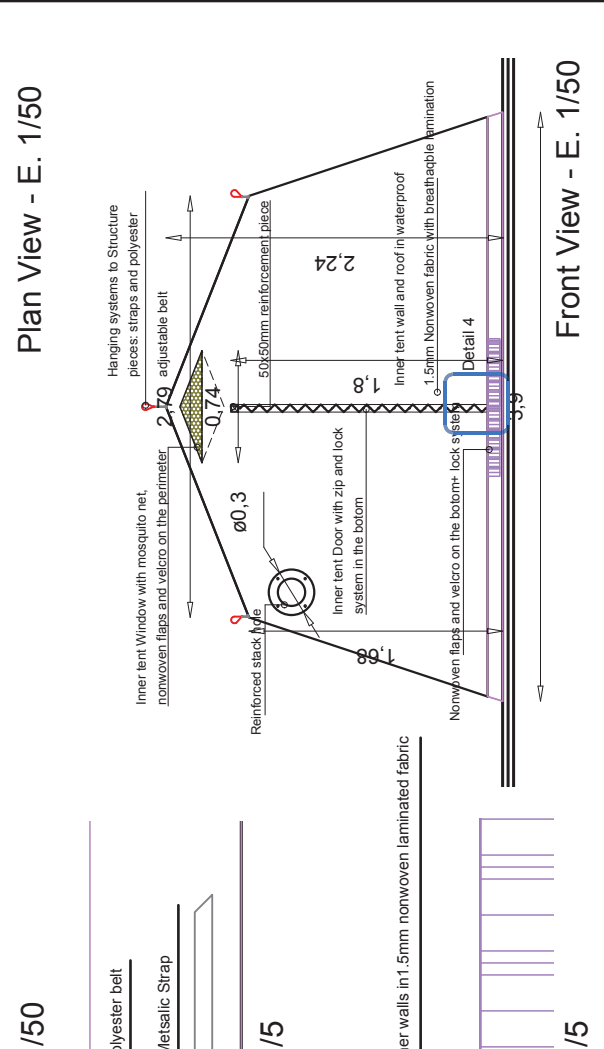 Plan View - E. 1/50
Hanging systems to Structure
pieces: straps and polyester
adjustable belt
Inner tent Window with mosquito net,
nonwoven flaps and velcro on the perimeter
2,79
0,74
50x50mm reinforcement piece
2,24
1,8
ø0,3
Reinforced stack hole
Inner tent Door with zip and lock
system in the botom
1,68
Inner tent wall and roof in waterproof
1.5mm Nonwoven fabric with breathaqble lamination
Detail 4
Nonwoven flaps and velcro on the botom+ lock system
3,9
Front View - E. 1/50
/50
olyester belt
Metsalic Strap
/5
ner walls in1.5mm nonwoven laminated fabric
/5